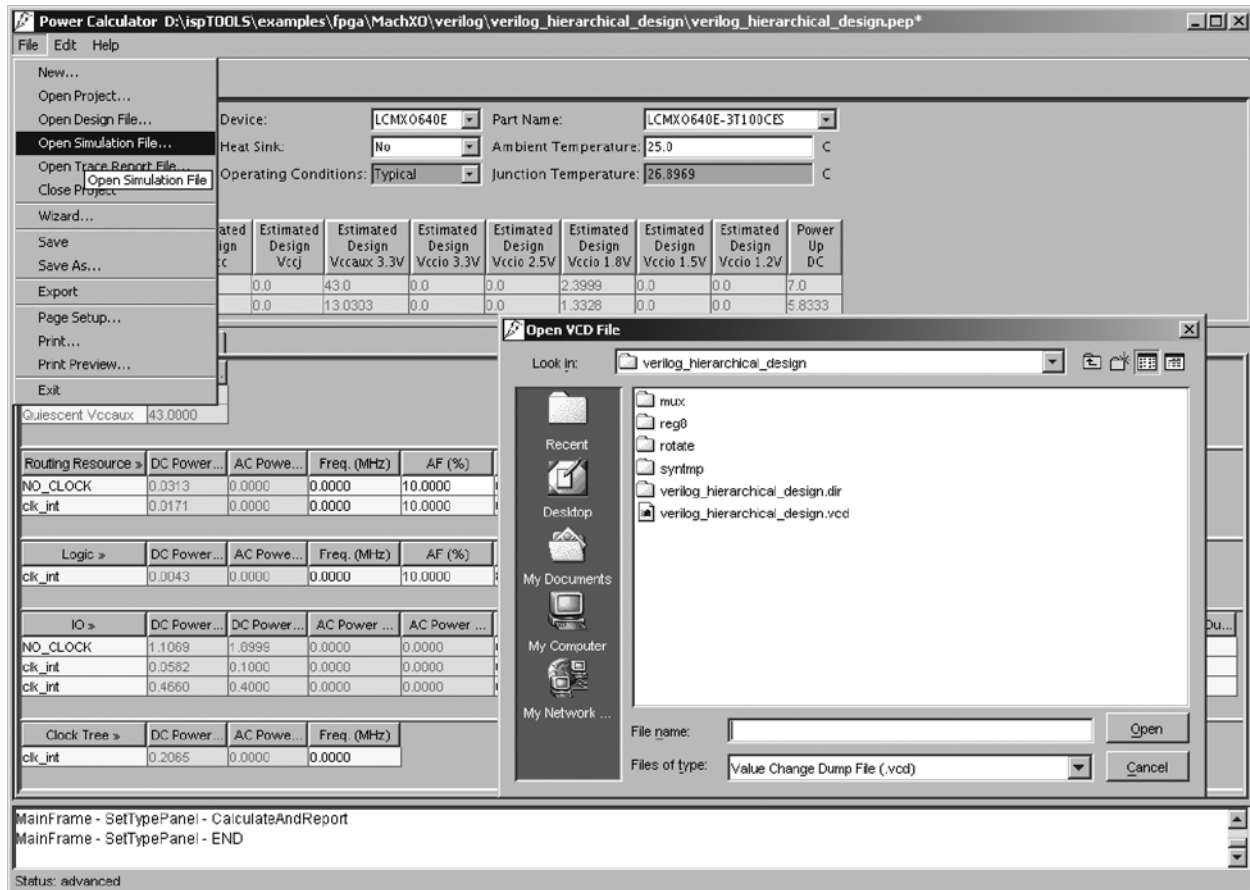 Power Calculator D:\ispTOOLS\examples\fpga\MachXO\verilog\verilog_hierarchical_design\verilog_hierarchical_design.pep*
File Edit Help
New...
Open Project...
Open Design File...
Open Simulation File...
Open Trace Report File...
Open Simulation File
Close Project
Wizard...
Save
Save As...
Export
Page Setup...
Print...
Print Preview...
Exit
Device: LCMXO640E Part Name: LCMXO640E-3T100CES
Heat Sink: No Ambient Temperature: 25.0 C
Operating Conditions: Typical Junction Temperature: 26.8969 C
Estimated Design Vccj
Estimated Design Vccaux 3.3V
Estimated Design Vccio 3.3V
Estimated Design Vccio 2.5V
Estimated Design Vccio 1.8V
Estimated Design Vccio 1.5V
Estimated Design Vccio 1.2V
Power Up DC
0.0 43.0 0.0 0.0 2.3999 0.0 0.0 7.0
0.0 13.0303 0.0 0.0 1.3328 0.0 0.0 5.8333
Quiescent Vccaux 43.0000
Routing Resource » DC Power... AC Powe... Freq. (MHz) AF (%)
NO_CLOCK 0.0313 0.0000 0.0000 10.0000
clk_int 0.0171 0.0000 0.0000 10.0000
Logic » DC Power... AC Powe... Freq. (MHz) AF (%)
clk_int 0.0043 0.0000 0.0000 10.0000
IO » DC Power... DC Power... AC Power ... AC Power ... Du...
NO_CLOCK 1.1069 1.8999 0.0000 0.0000
clk_int 0.0582 0.1000 0.0000 0.0000
clk_int 0.4660 0.4000 0.0000 0.0000
Clock Tree » DC Power... AC Powe... Freq. (MHz)
clk_int 0.2065 0.0000 0.0000
Open VCD File
Look in: verilog_hierarchical_design
Recent
Desktop
My Documents
My Computer
My Network ...
mux
reg8
rotate
syntmp
verilog_hierarchical_design.dir
verilog_hierarchical_design.vcd
File name: Open
Files of type: Value Change Dump File (.vcd) Cancel
MainFrame - SetTypePanel - CalculateAndReport
MainFrame - SetTypePanel - END
Status: advanced